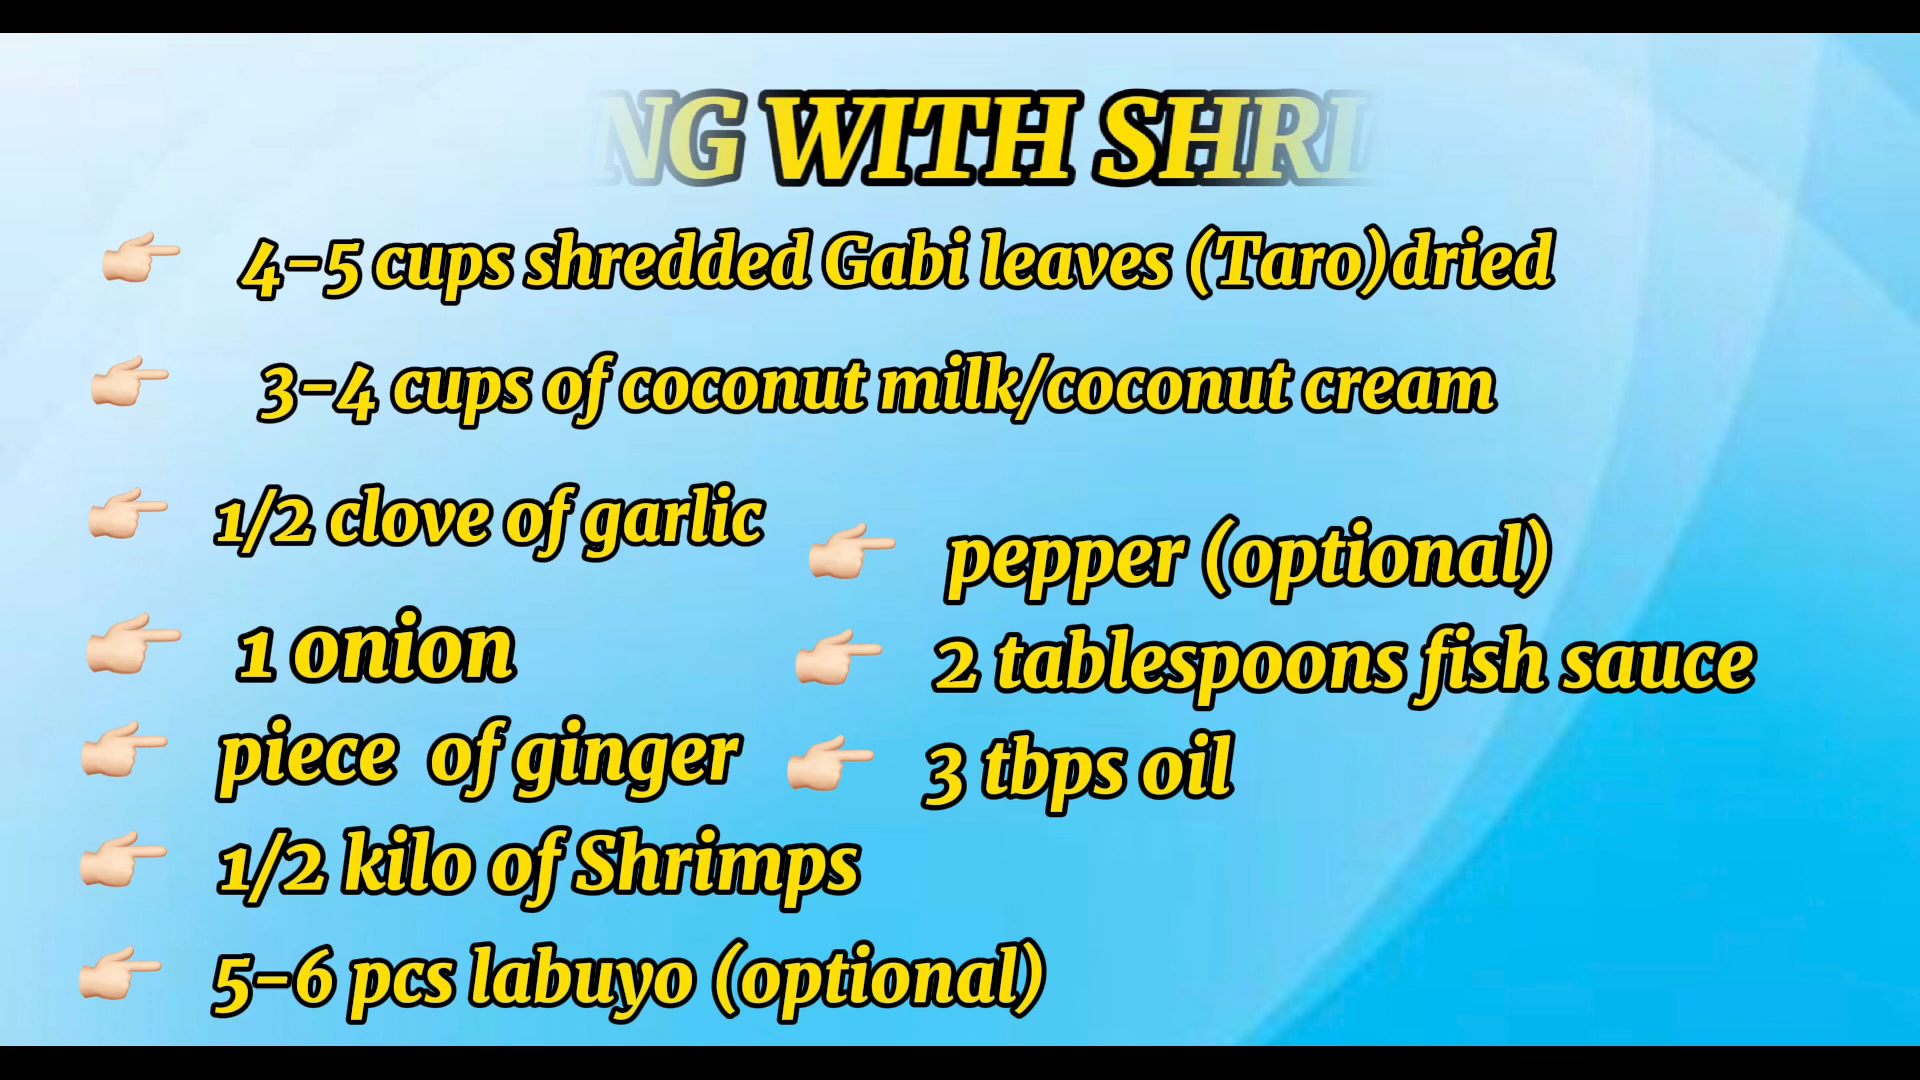 NG WITH SHRI
4-5 cups shredded Gabi leaves (Taro)dried
3-4 cups of coconut milk/coconut cream
1/2 clove of garlic
1 onion
piece of ginger
1/2 kilo of Shrimps
5-6 pcs labuyo (optional)
pepper (optional)
2 tablespoons fish sauce
3 tbps oil